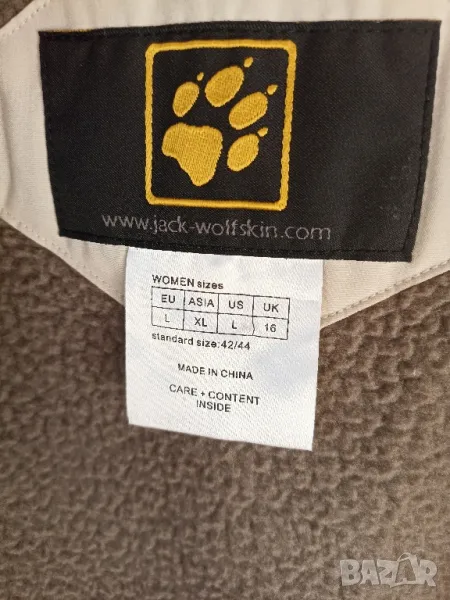 www.jack-wolfskin.com
WOMEN sizes
EU ASIA US UK
L XL L 16
standard size:42/44
MADE IN CHINA
CARE + CONTENT
INSIDE
BAZAR